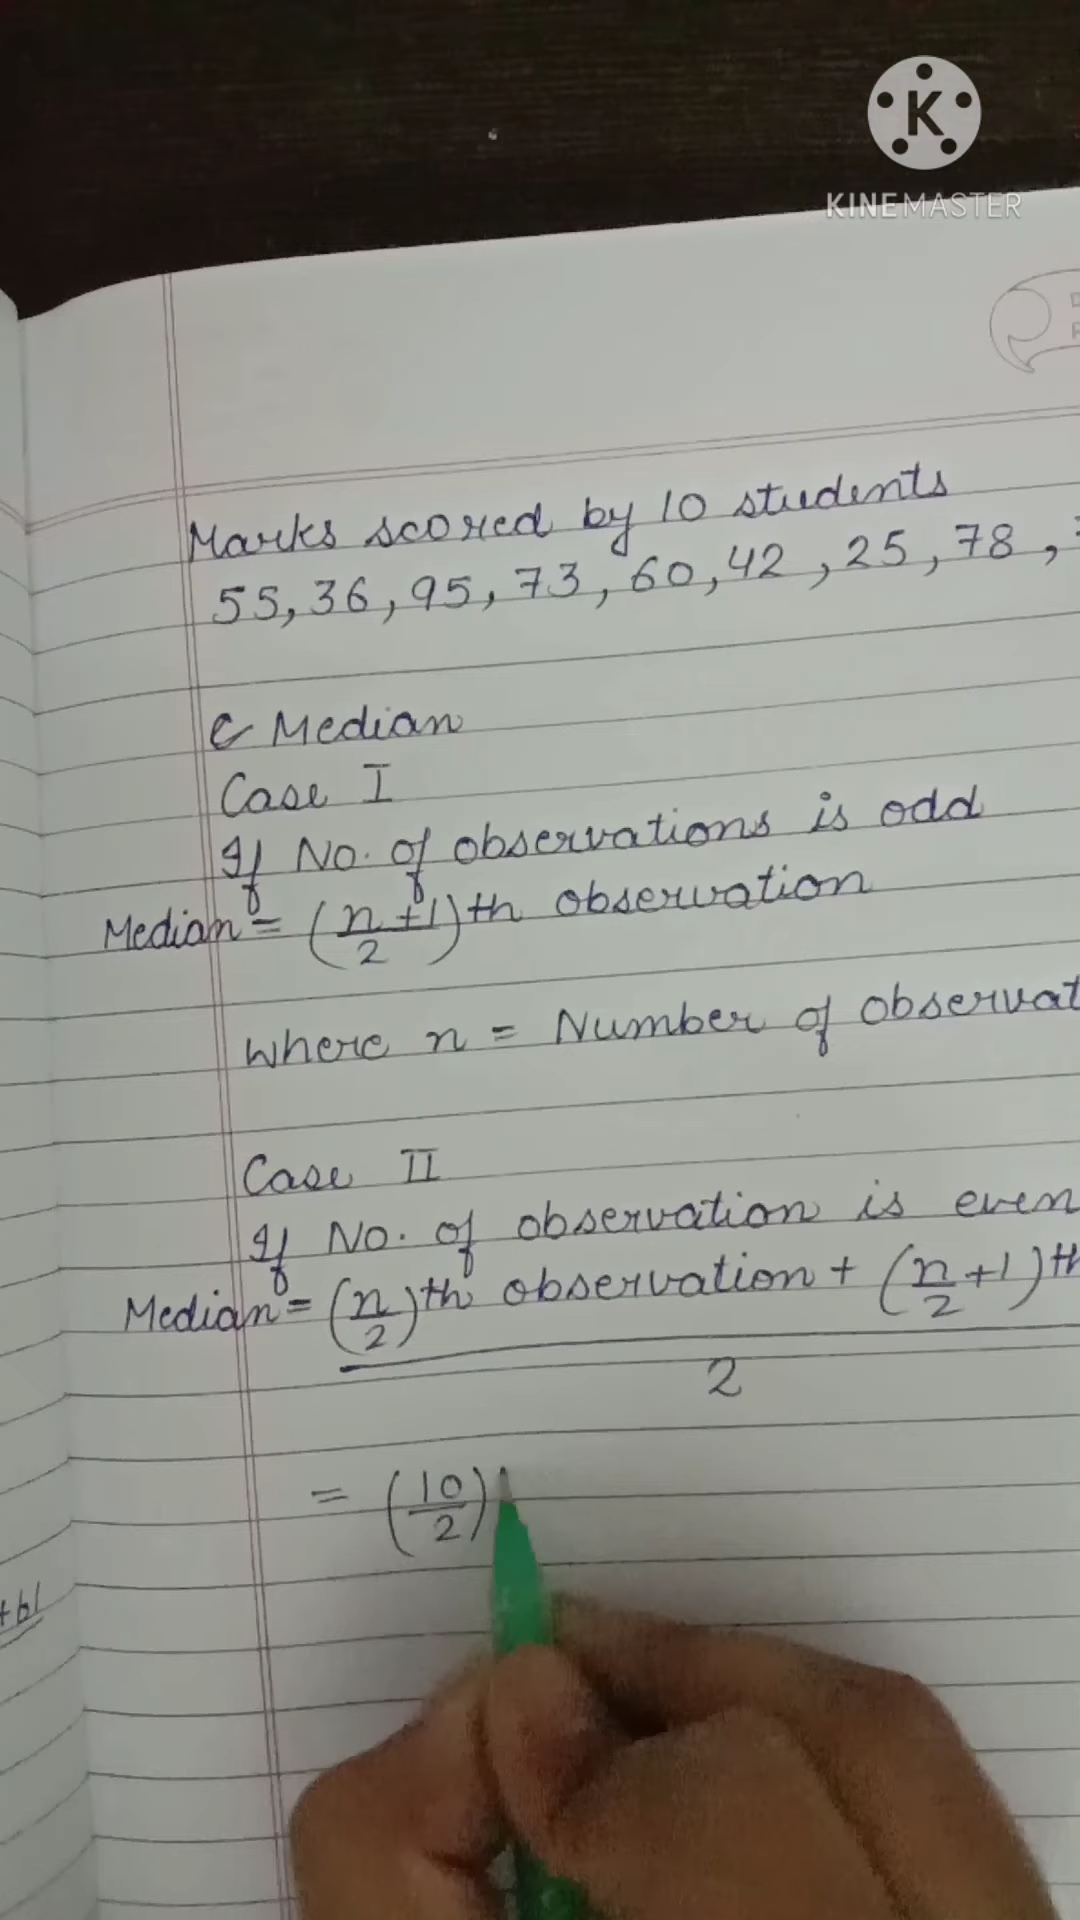 KINEMASTER
Marks scored by 10 students
55, 36, 95, 73, 60, 42, 25, 78,
Median
Case I
If No. of observations is odd
Median = (n/2 +1)th observation
where n = Number of observat
Case II
If No. of observation is even
Median = (n/2)th observation + (n/2 +1)th
2
= (10/2)
+b1